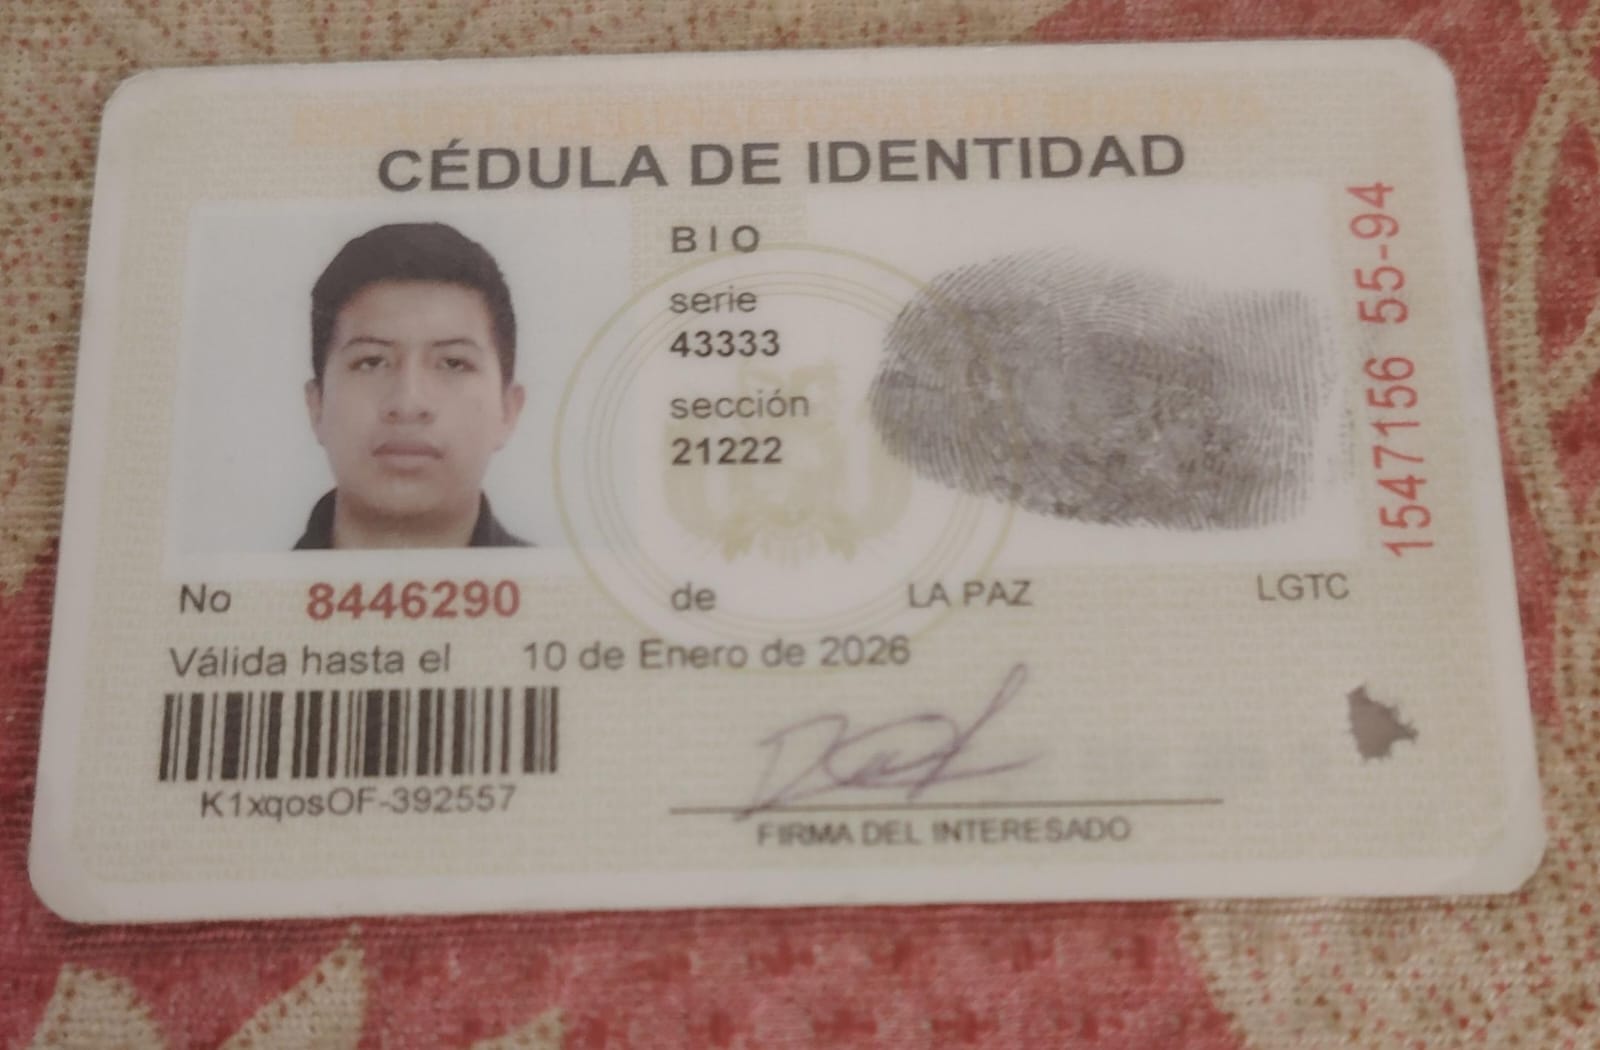 ESTADO PLURINACIONAL DE BOLIVIA
CÉDULA DE IDENTIDAD
BIO
serie
43333
sección
21222
1547156 55-94
No 8446290 de LA PAZ LGTC
Válida hasta el 10 de Enero de 2026
K1xqosOF-392557
FIRMA DEL INTERESADO